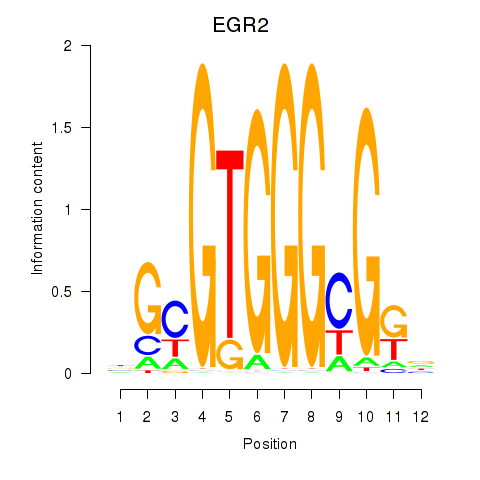 EGR2
Information content
2
1.5
1
0.5
0
G C G T G G G C G G
C T G A T A T
A A A A
1 2 3 4 5 6 7 8 9 10 11 12
Position